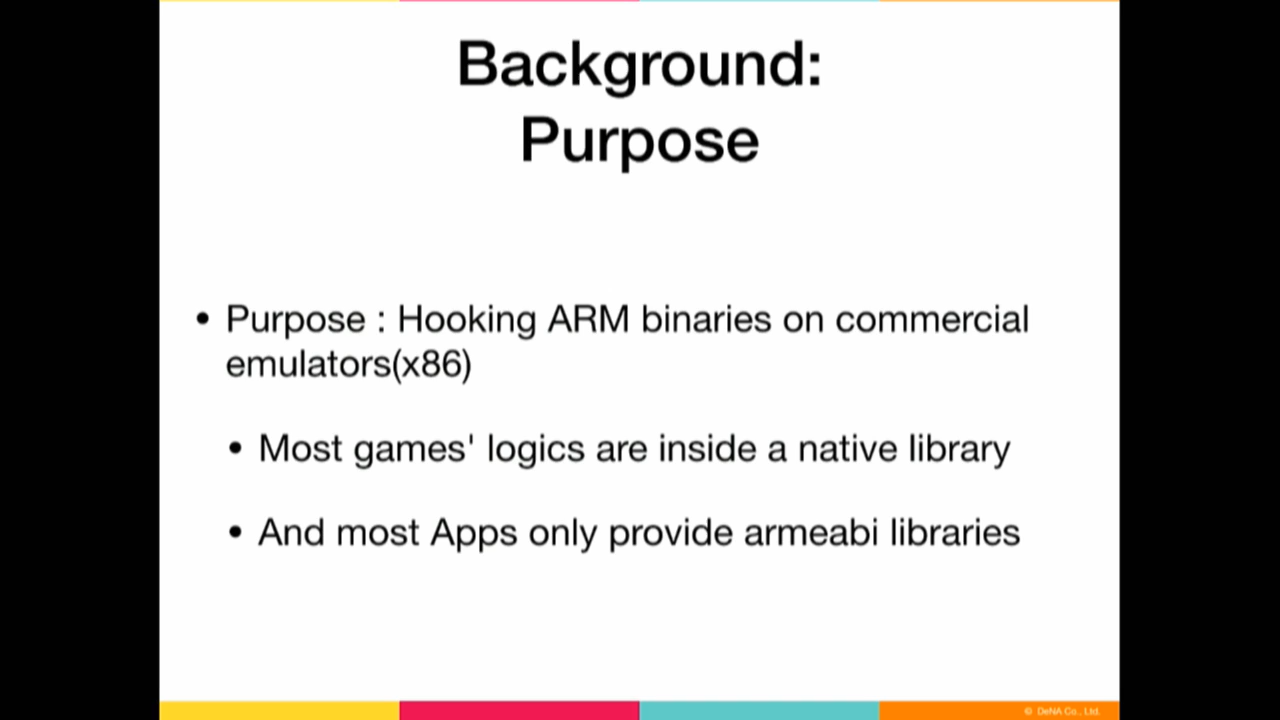 Background:
Purpose
• Purpose : Hooking ARM binaries on commercial
emulators(x86)
• Most games' logics are inside a native library
• And most Apps only provide armeabi libraries
© DeNA Co., Ltd.